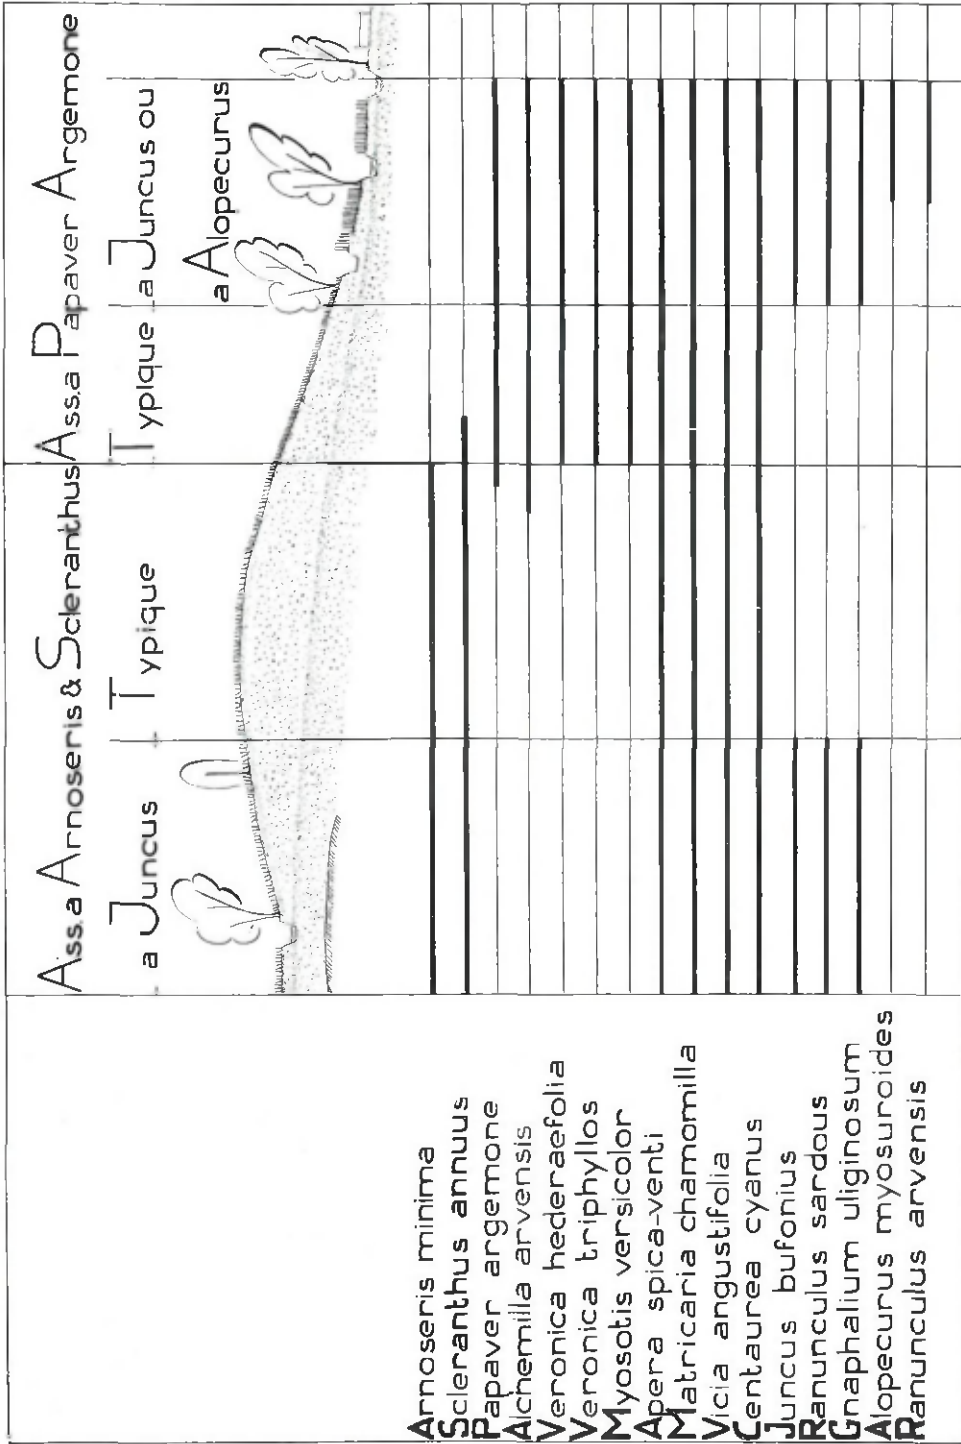 Ass. a Arnoseris & Scleranthus Ass. a Papaver Argemone
a Juncus Typique Typique a Juncus ou
a Alopecurus
Arnoseris minima
Scleranthus annuus
Papaver argemone
Alchemilla arvensis
Veronica hederaefolia
Veronica triphyllos
Myosotis versicolor
Apera spica-venti
Matricaria chamomilla
Vicia angustifolia
Centaurea cyanus
Juncus bufonius
Ranunculus sardous
Gnaphalium uliginosum
Alopecurus myosuroides
Ranunculus arvensis